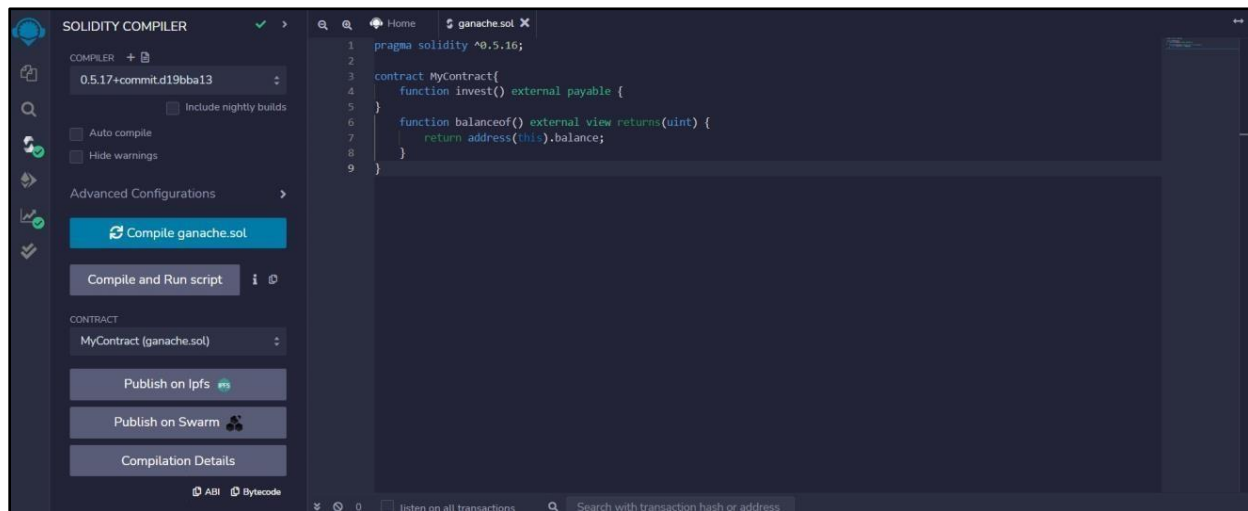 SOLIDITY COMPILER
COMPILER
0.5.17+commit.d19bba13
Include nightly builds
Auto compile
Hide warnings
Advanced Configurations
Compile ganache.sol
Compile and Run script
CONTRACT
MyContract (ganache.sol)
Publish on Ipfs
IPFS
Publish on Swarm
Compilation Details
ABI Bytecode
Home ganache.sol
1 pragma solidity ^0.5.16;
2
3 contract MyContract{
4     function invest() external payable {
5 }
6     function balanceof() external view returns(uint) {
7         return address(this).balance;
8     }
9 }
0 listen on all transactions Search with transaction hash or address